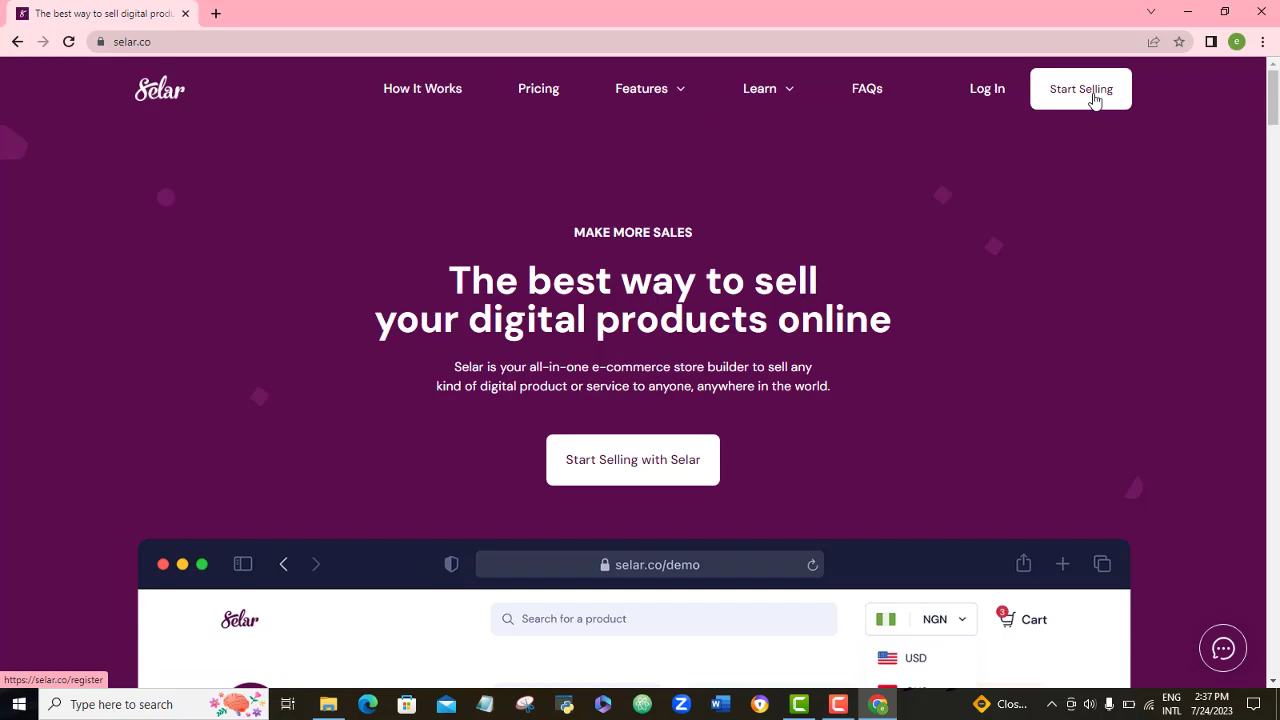 The best way to sell digital produ
selar.co
e
Selar
How It Works
Pricing
Features
Learn
FAQs
Log In
Start Selling
MAKE MORE SALES
The best way to sell
your digital products online
Selar is your all-in-one e-commerce store builder to sell any
kind of digital product or service to anyone, anywhere in the world.
Start Selling with Selar
selar.co/demo
Selar
Search for a product
NGN
3
Cart
USD
https://selar.co/register
Type here to search
Clos...
ENG
INTL
2:37 PM
7/24/2023